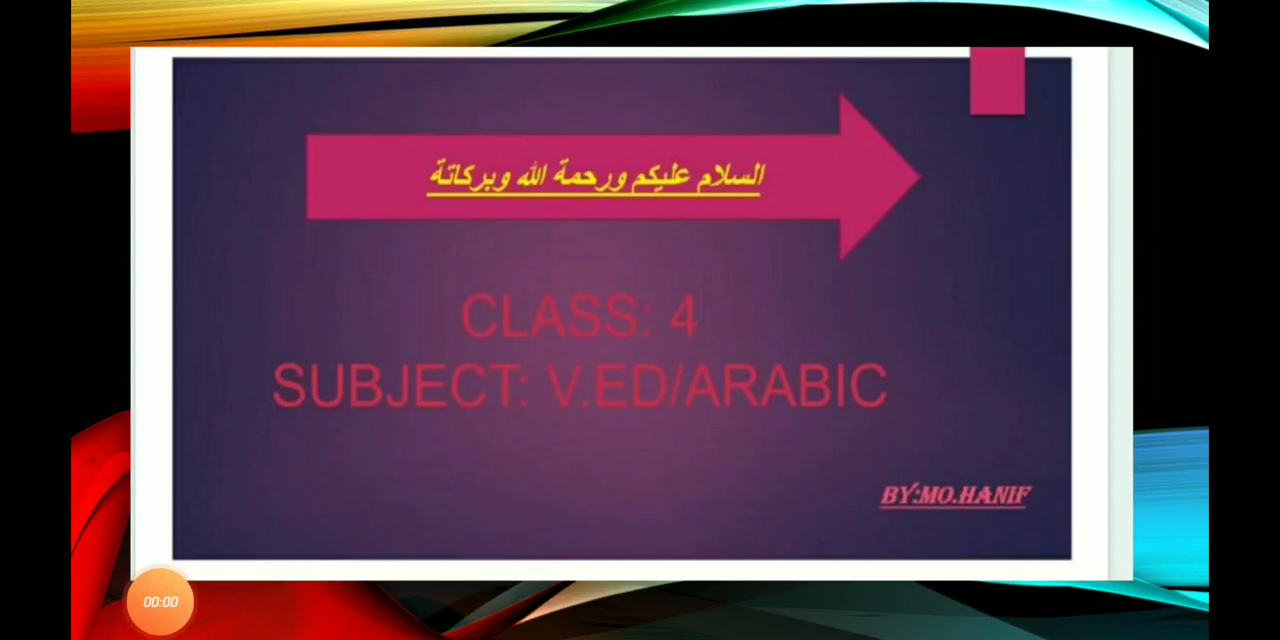 السلام عليكم ورحمة الله وبركاتة
CLASS: 4
SUBJECT: V.ED/ARABIC
BY:MO.HANIF
00:00